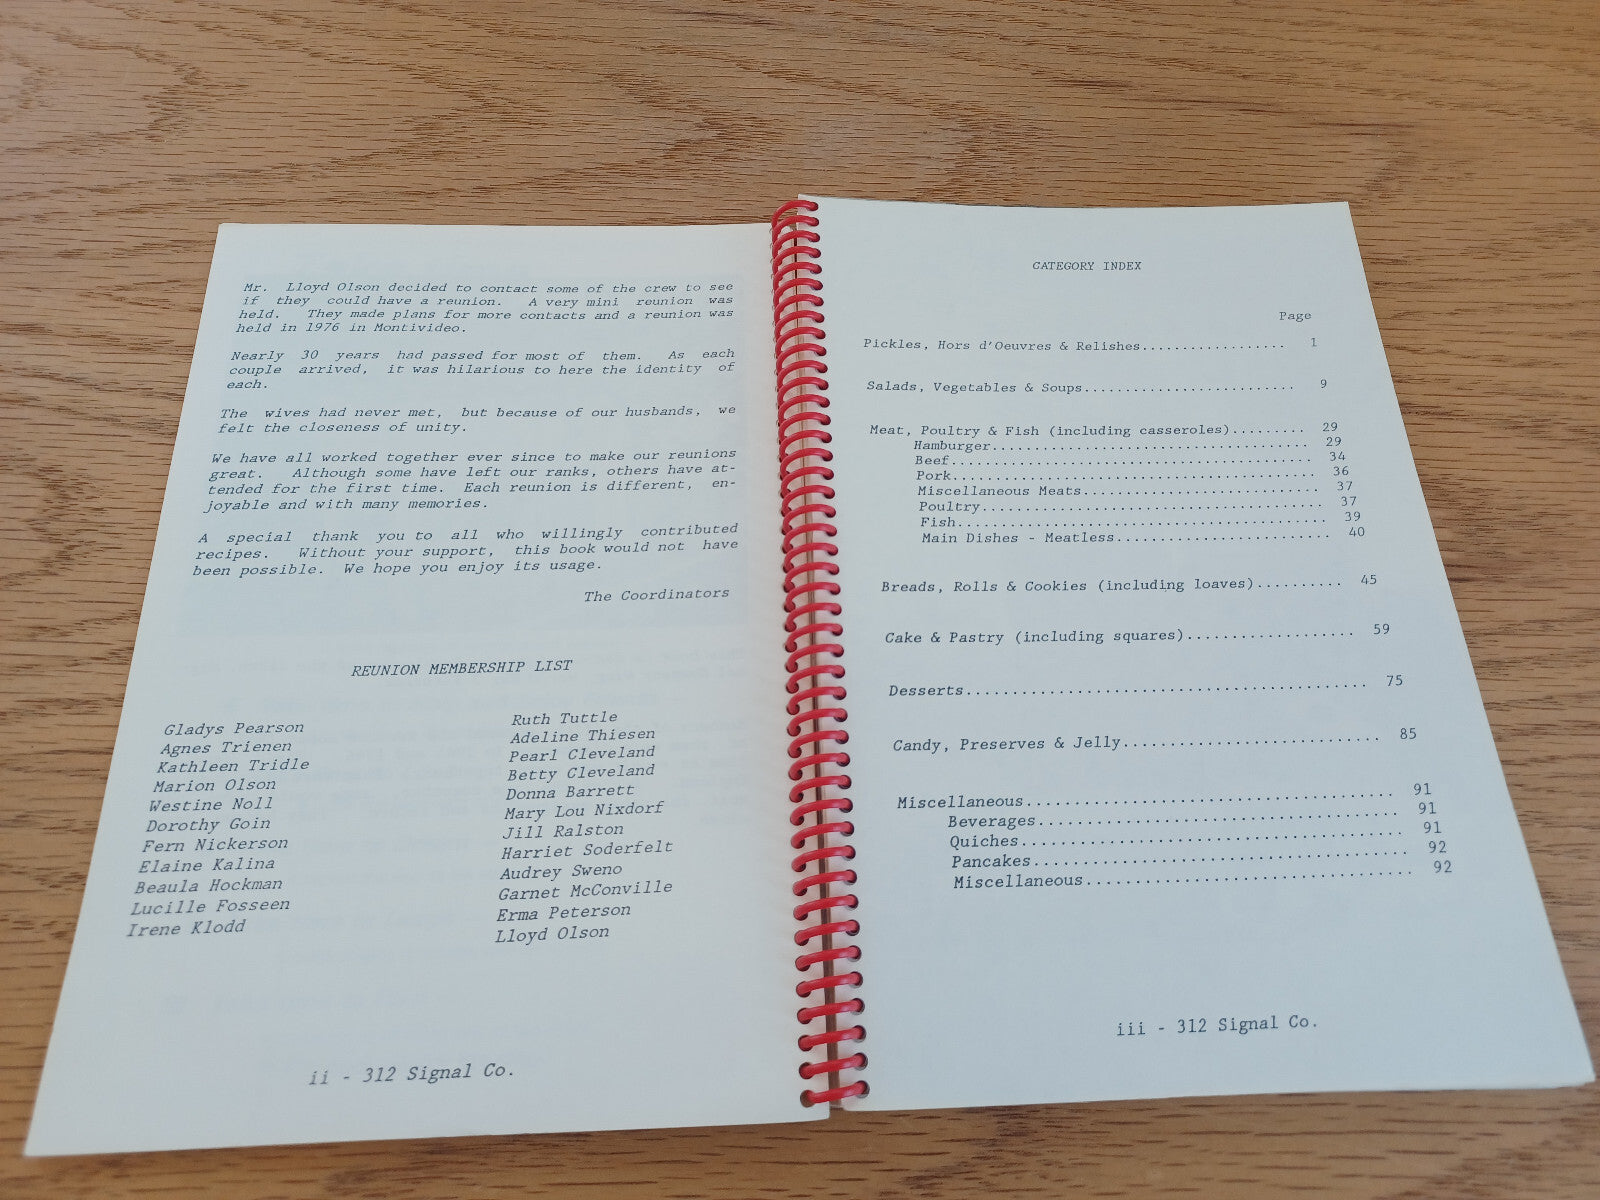 Mr. Lloyd Olson decided to contact some of the crew to see
if they could have a reunion. A very mini reunion was
held. They made plans for more contacts and a reunion was
held in 1976 in Montivideo.
Nearly 30 years had passed for most of them. As each
couple arrived, it was hilarious to here the identity of
each.
The wives had never met, but because of our husbands, we
felt the closeness of unity.
We have all worked together ever since to make our reunions
great. Although some have left our ranks, others have at-
tended for the first time. Each reunion is different, en-
joyable and with many memories.
A special thank you to all who willingly contributed
recipes. Without your support, this book would not have
been possible. We hope you enjoy its usage.
The Coordinators
REUNION MEMBERSHIP LIST
Gladys Pearson
Agnes Trienen
Kathleen Tridle
Marion Olson
Westine Noll
Dorothy Goin
Fern Nickerson
Elaine Kalina
Beaula Hockman
Lucille Fosseen
Irene Klodd
Ruth Tuttle
Adeline Thiesen
Pearl Cleveland
Betty Cleveland
Donna Barrett
Mary Lou Nixdorf
Jill Ralston
Harriet Soderfelt
Audrey Sweno
Garnet McConville
Erma Peterson
Lloyd Olson
ii - 312 Signal Co.
CATEGORY INDEX
Page
Pickles, Hors d'Oeuvres & Relishes.................. 1
Salads, Vegetables & Soups.......................... 9
Meat, Poultry & Fish (including casseroles)......... 29
Hamburger....................................... 29
Beef............................................ 34
Pork............................................ 36
Miscellaneous Meats............................. 37
Poultry......................................... 37
Fish............................................ 39
Main Dishes - Meatless.......................... 40
Breads, Rolls & Cookies (including loaves).......... 45
Cake & Pastry (including squares)................... 59
Desserts............................................ 75
Candy, Preserves & Jelly............................ 85
Miscellaneous....................................... 91
Beverages....................................... 91
Quiches......................................... 91
Pancakes........................................ 92
Miscellaneous................................... 92
iii - 312 Signal Co.